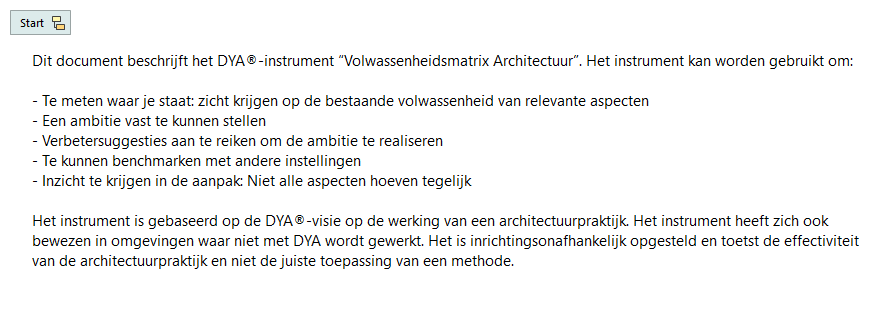 Start
Dit document beschrijft het DYA®-instrument “Volwassenheidsmatrix Architectuur”. Het instrument kan worden gebruikt om:
- Te meten waar je staat: zicht krijgen op de bestaande volwassenheid van relevante aspecten
- Een ambitie vast te kunnen stellen
- Verbetersuggesties aan te reiken om de ambitie te realiseren
- Te kunnen benchmarken met andere instellingen
- Inzicht te krijgen in de aanpak: Niet alle aspecten hoeven tegelijk
Het instrument is gebaseerd op de DYA®-visie op de werking van een architectuurpraktijk. Het instrument heeft zich ook
bewezen in omgevingen waar niet met DYA wordt gewerkt. Het is inrichtingsonafhankelijk opgesteld en toetst de effectiviteit
van de architectuurpraktijk en niet de juiste toepassing van een methode.